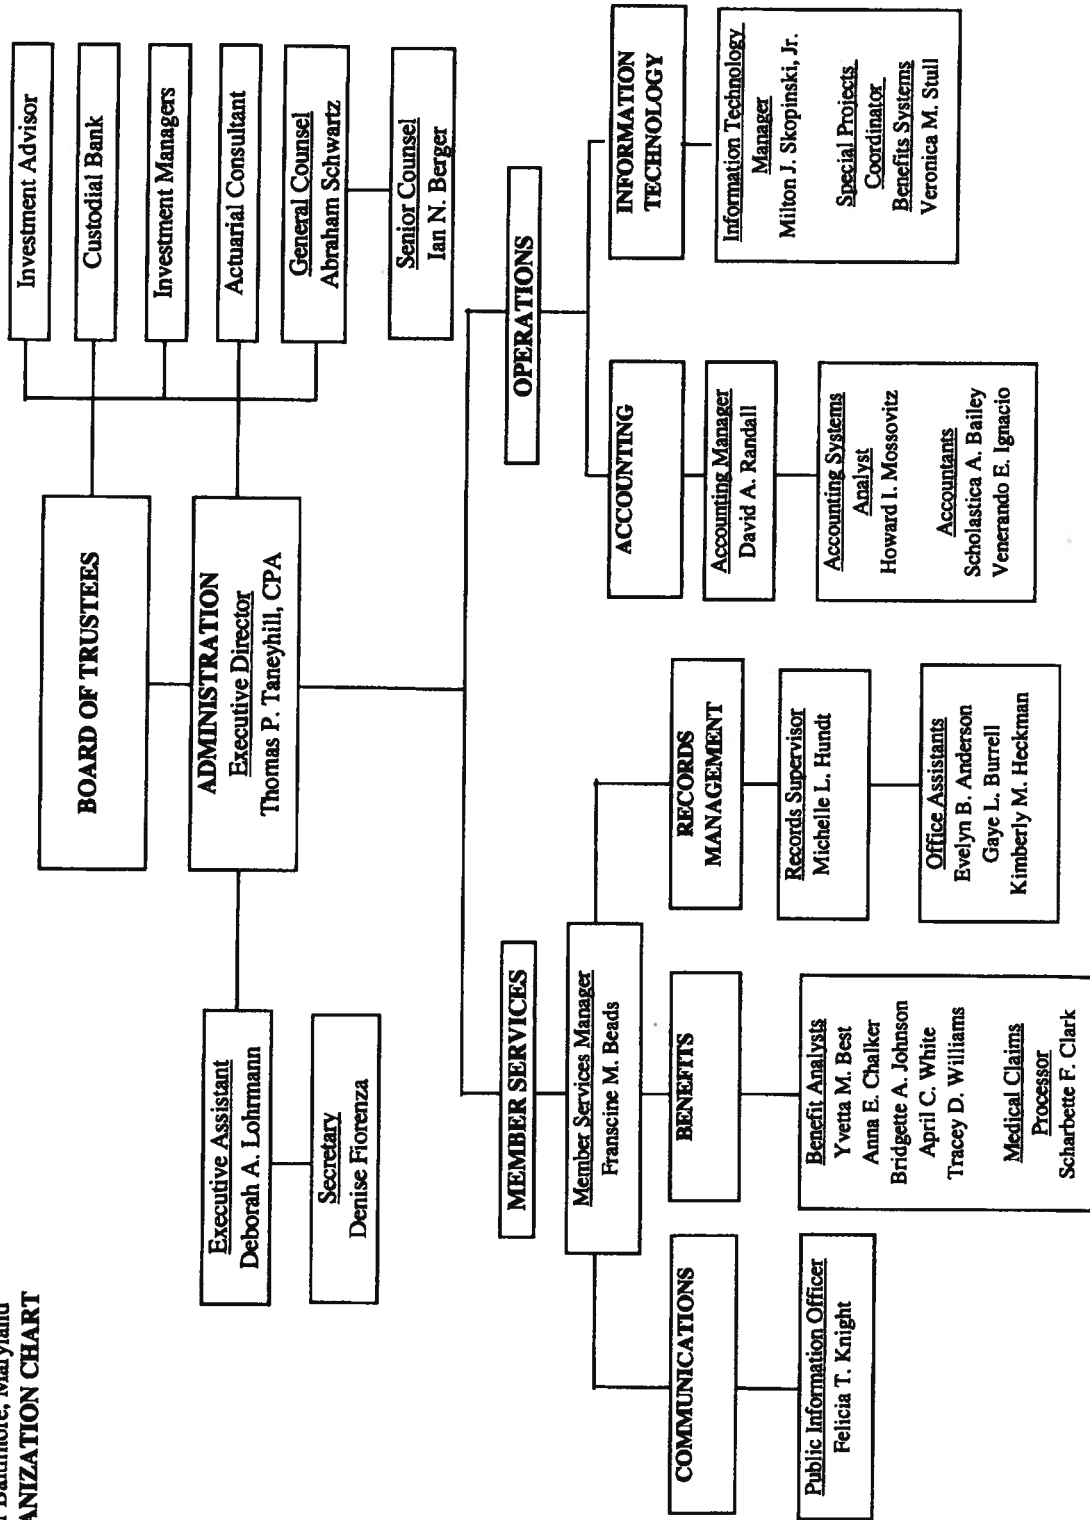 Baltimore, Maryland
ANIZATION CHART
BOARD OF TRUSTEES
Investment Advisor
Custodial Bank
Investment Managers
Actuarial Consultant
General Counsel
Abraham Schwartz
Senior Counsel
Ian N. Berger
ADMINISTRATION
Executive Director
Thomas P. Taneyhill, CPA
Executive Assistant
Deborah A. Lohrmann
Secretary
Denise Fiorenza
MEMBER SERVICES
Member Services Manager
Franscine M. Beads
COMMUNICATIONS
Public Information Officer
Felicia T. Knight
BENEFITS
Benefit Analysts
Yvetta M. Best
Anna E. Chalker
Bridgette A. Johnson
April C. White
Tracey D. Williams
Medical Claims
Processor
Scharbette F. Clark
RECORDS
MANAGEMENT
Records Supervisor
Michelle L. Hundt
Office Assistants
Evelyn B. Anderson
Gaye L. Burrell
Kimberly M. Heckman
OPERATIONS
ACCOUNTING
Accounting Manager
David A. Randall
Accounting Systems
Analyst
Howard I. Mossovitz
Accountants
Scholastica A. Bailey
Venerando E. Ignacio
INFORMATION
TECHNOLOGY
Information Technology
Manager
Milton J. Skopinski, Jr.
Special Projects
Coordinator
Benefits Systems
Veronica M. Stull